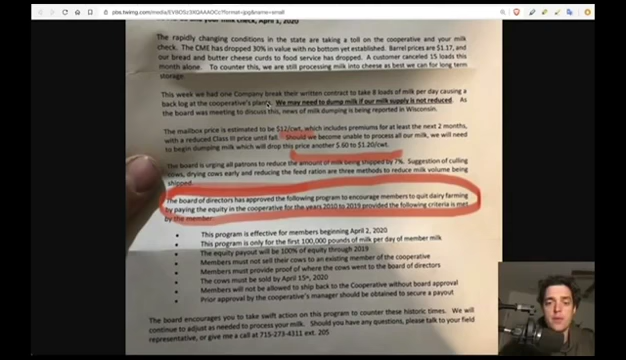 pbs.twimg.com/media/
?format=jpg&name=small
and your milk check, April 1, 2020
The rapidly changing conditions in the state are taking a toll on the cooperative and your milk
check. The CME has dropped 30% in value with no bottom yet established. Barrel prices are $1.17, and
our bread and butter cheese curds to food service has dropped. A customer canceled 15 loads this
month alone. To counter this, we are still processing milk into cheese as best we can for long term
storage.
This week we had one Company break their written contract to take 8 loads of milk per day causing a
back log at the cooperative's plant. We may need to dump milk if our milk supply is not reduced. As
the board was meeting to discuss this, news of milk dumping is being reported in Wisconsin.
The mailbox price is estimated to be $12/cwt, which includes premiums for at least the next 2 months,
with a reduced Class III price until fall. Should we become unable to process all our milk, we will need
to begin dumping milk which will drop this price another $.60 to $1.20/cwt.
The board is urging all patrons to reduce the amount of milk being shipped by 7%. Suggestion of culling
cows, drying cows early and reducing the feed ration are three methods to reduce milk volume being
shipped.
The board of directors has approved the following program to encourage members to quit dairy farming
by paying the equity in the cooperative for the years 2010 to 2019 provided the following criteria is met
by the member:
• This program is effective for members beginning April 2, 2020
• This program is only for the first 100,000 pounds of milk per day of member milk
• The equity payout will be 100% of equity through 2019
• Members must not sell their cows to an existing member of the cooperative
• Members must provide proof of where the cows went to the board of directors
• The cows must be sold by April 15th, 2020
• Members will not be allowed to ship back to the Cooperative without board approval
• Prior approval by the cooperative's manager should be obtained to secure a payout
The board encourages you to take swift action on this program to counter these historic times. We will
continue to adjust as needed to process your milk. Should you have any questions, please talk to your field
representative, or give me a call at 715-273-4311 ext. 205